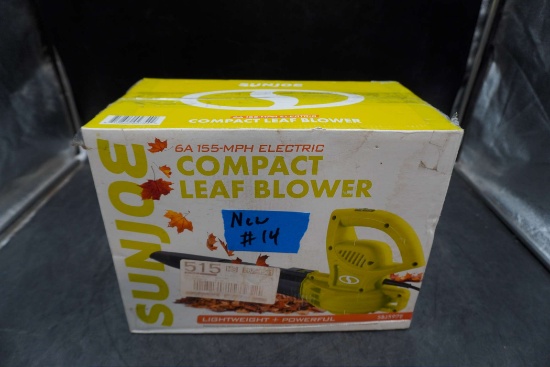 SUNJOE
COMPACT LEAF BLOWER
SUNJOE
6A 155-MPH ELECTRIC
COMPACT
LEAF BLOWER
New
#14
515
LIGHTWEIGHT + POWERFUL